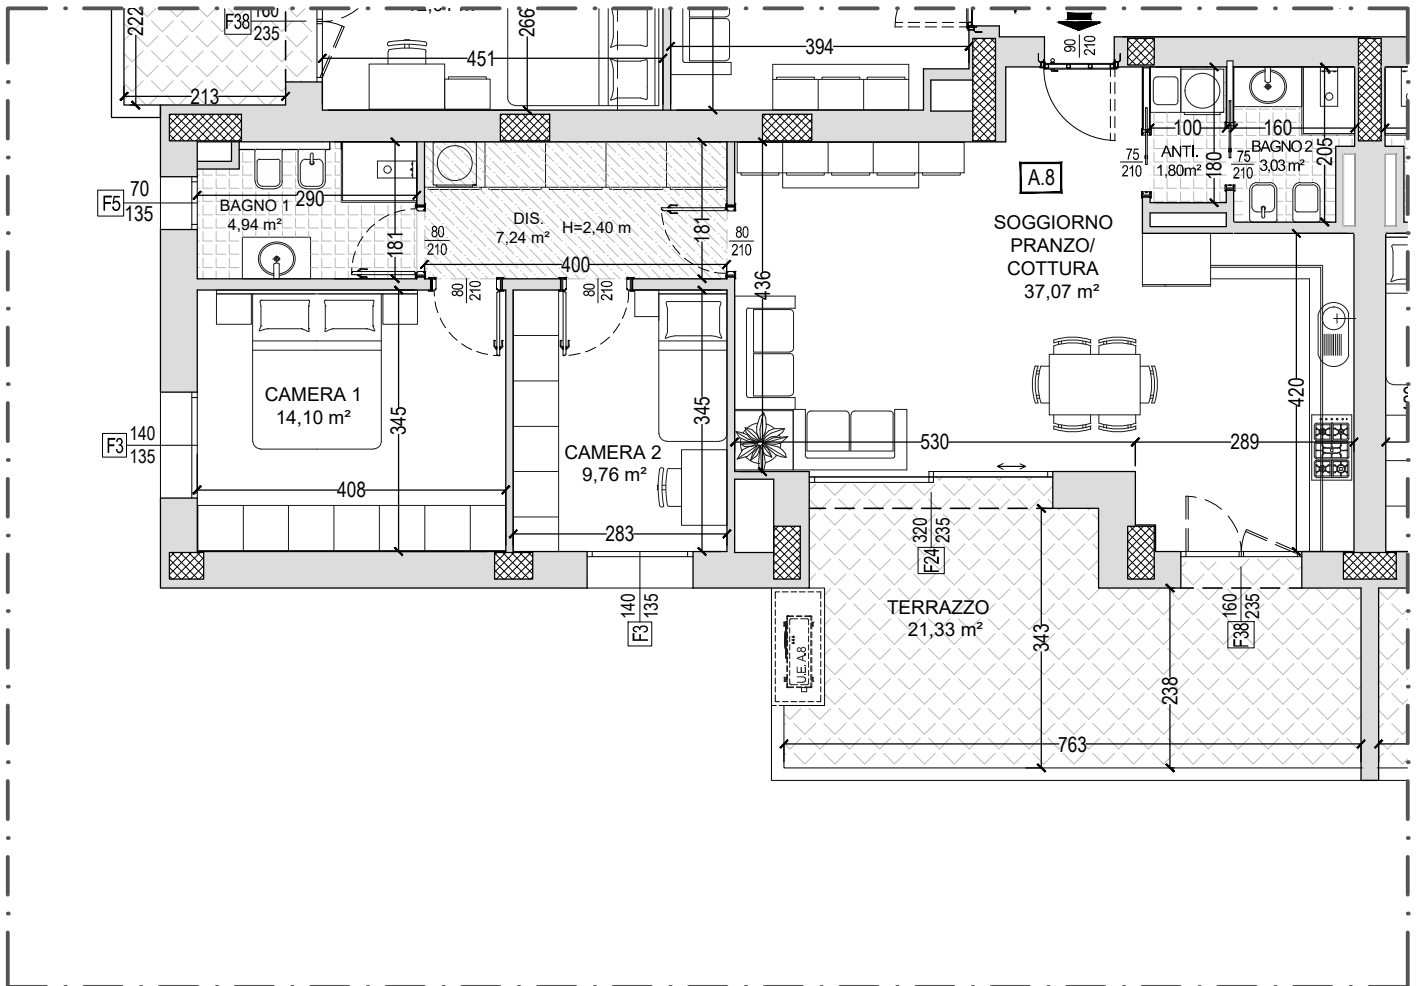 222
F38
160
235
213
451
266
394
90
210
100
ANTI.
1,80m²
180
75
210
160
BAGNO 2
3,03 m²
205
75
210
A.8
SOGGIORNO
PRANZO/
COTTURA
37,07 m²
F5
70
135
290
BAGNO 1
4,94 m²
181
80
210
DIS.
7,24 m²
H=2,40 m
400
181
80
210
80
210
80
210
436
CAMERA 1
14,10 m²
345
F3
140
135
408
CAMERA 2
9,76 m²
345
283
530
289
420
320
235
F24
140
135
F3
160
235
F38
TERRAZZO
21,33 m²
343
238
U.E. A.8
763